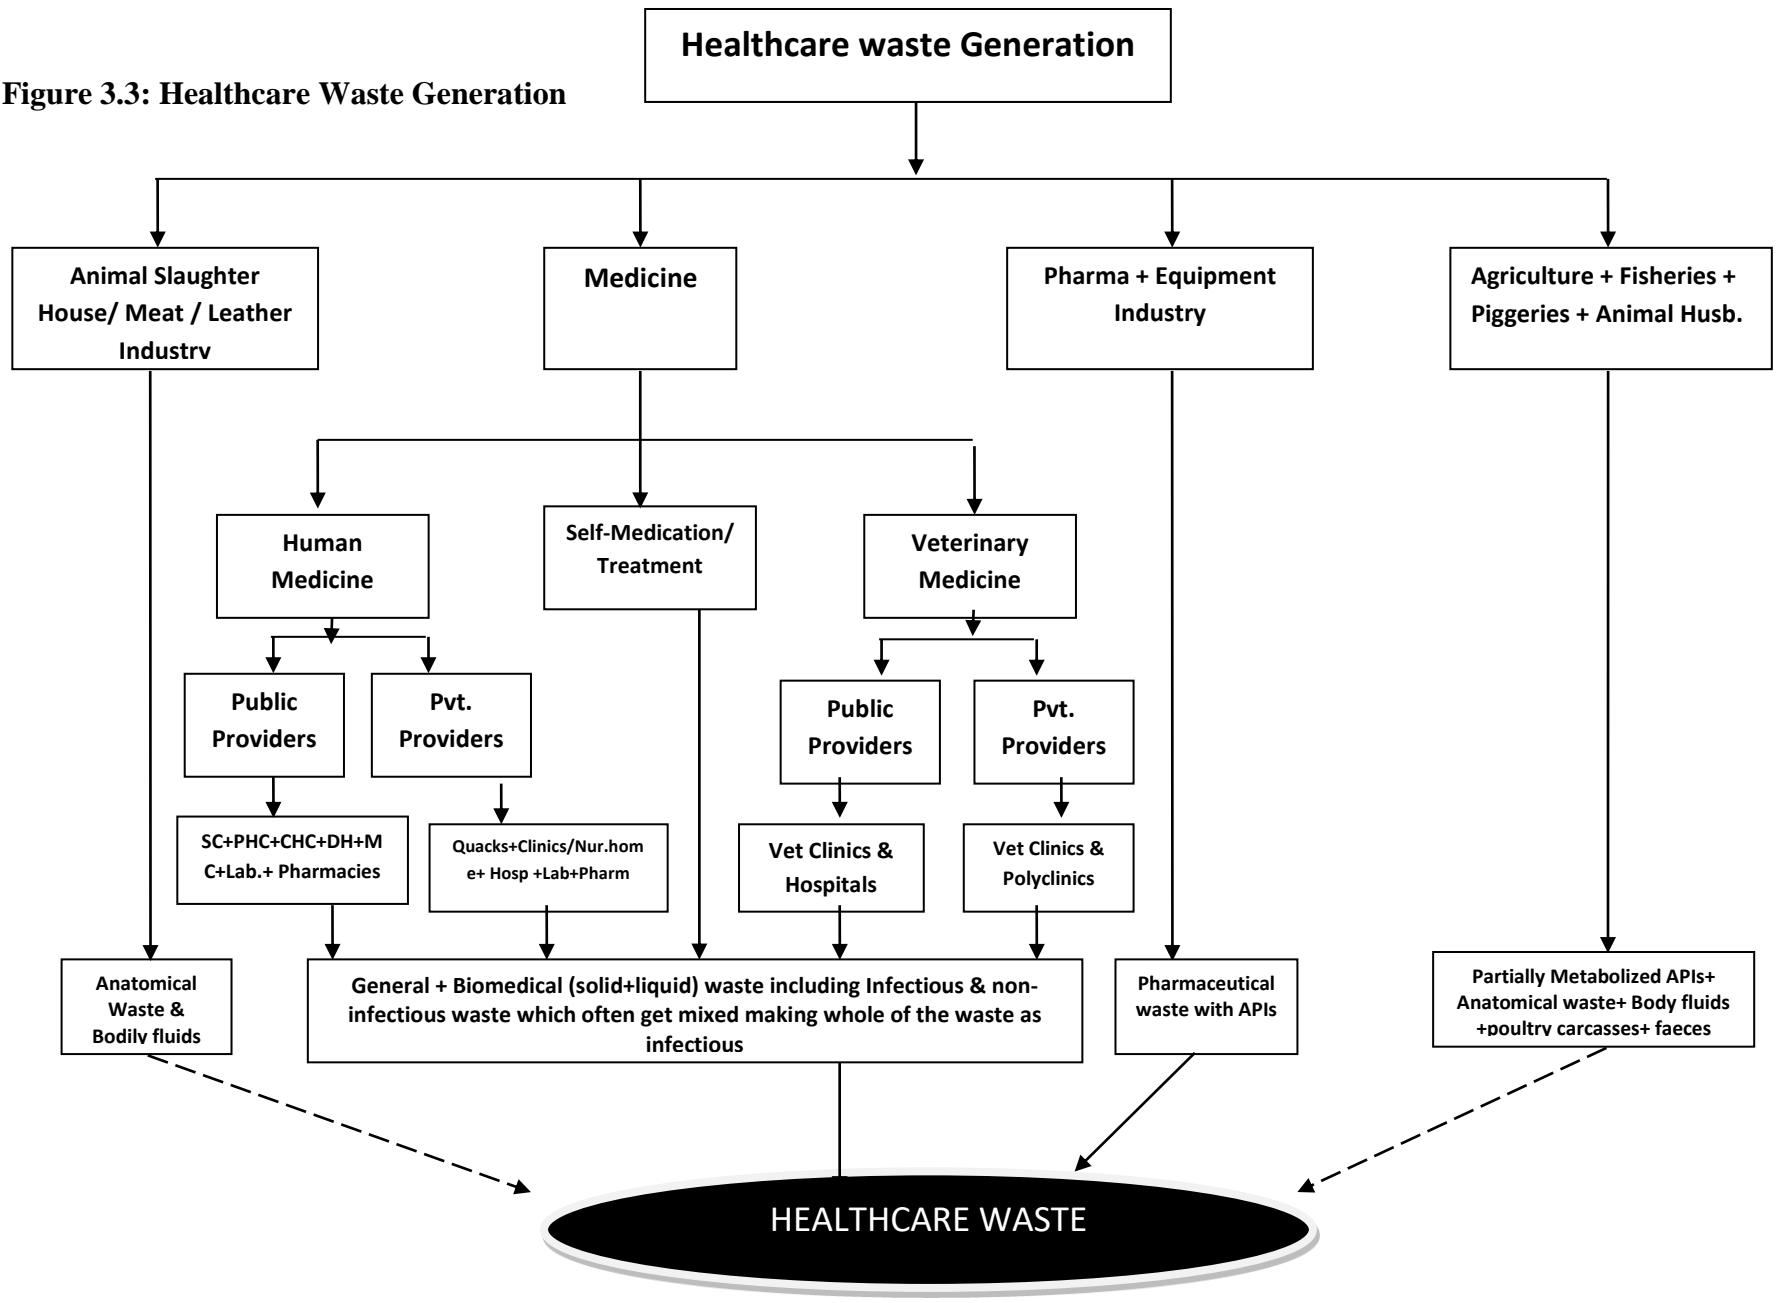 Healthcare waste Generation
Figure 3.3: Healthcare Waste Generation
Animal Slaughter
House/ Meat / Leather
Industry
Medicine
Pharma + Equipment
Industry
Agriculture + Fisheries +
Piggeries + Animal Husb.
Human
Medicine
Self-Medication/
Treatment
Veterinary
Medicine
Public
Providers
Pvt.
Providers
Public
Providers
Pvt.
Providers
SC+PHC+CHC+DH+M
C+Lab.+ Pharmacies
Quacks+Clinics/Nur.hom
e+ Hosp +Lab+Pharm
Vet Clinics &
Hospitals
Vet Clinics &
Polyclinics
Anatomical
Waste &
Bodily fluids
General + Biomedical (solid+liquid) waste including Infectious & non-
infectious waste which often get mixed making whole of the waste as
infectious
Pharmaceutical
waste with APIs
Partially Metabolized APIs+
Anatomical waste+ Body fluids
+poultry carcasses+ faeces
HEALTHCARE WASTE